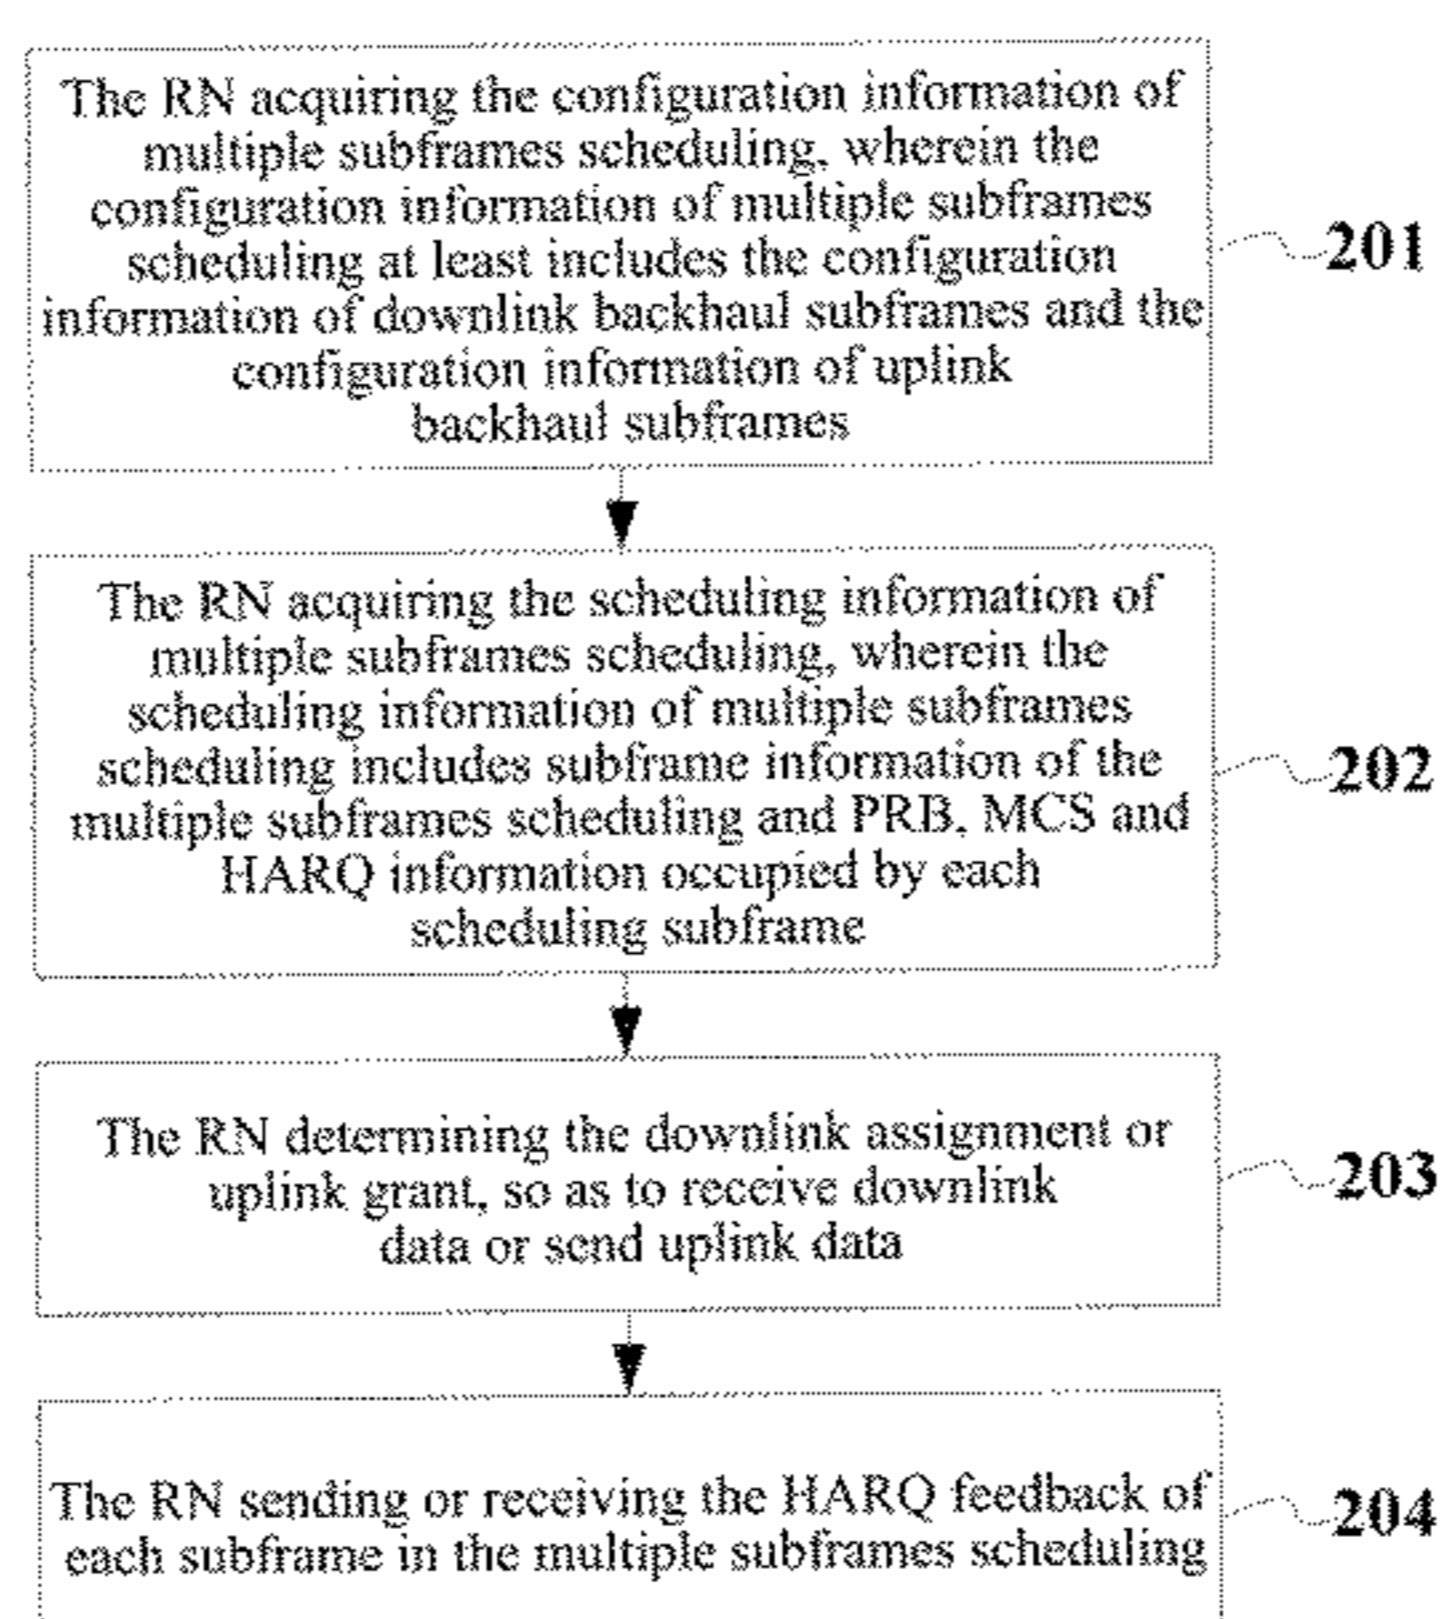 The RN acquiring the configuration information of
multiple subframes scheduling, wherein the
configuration information of multiple subframes
scheduling at least includes the configuration
information of downlink backhaul subframes and the
configuration information of uplink
backhaul subframes
201
The RN acquiring the scheduling information of
multiple subframes scheduling, wherein the
scheduling information of multiple subframes
scheduling includes subframe information of the
multiple subframes scheduling and PRB, MCS and
HARQ information occupied by each
scheduling subframe
202
The RN determining the downlink assignment or
uplink grant, so as to receive downlink
data or send uplink data
203
The RN sending or receiving the HARQ feedback of
each subframe in the multiple subframes scheduling
204